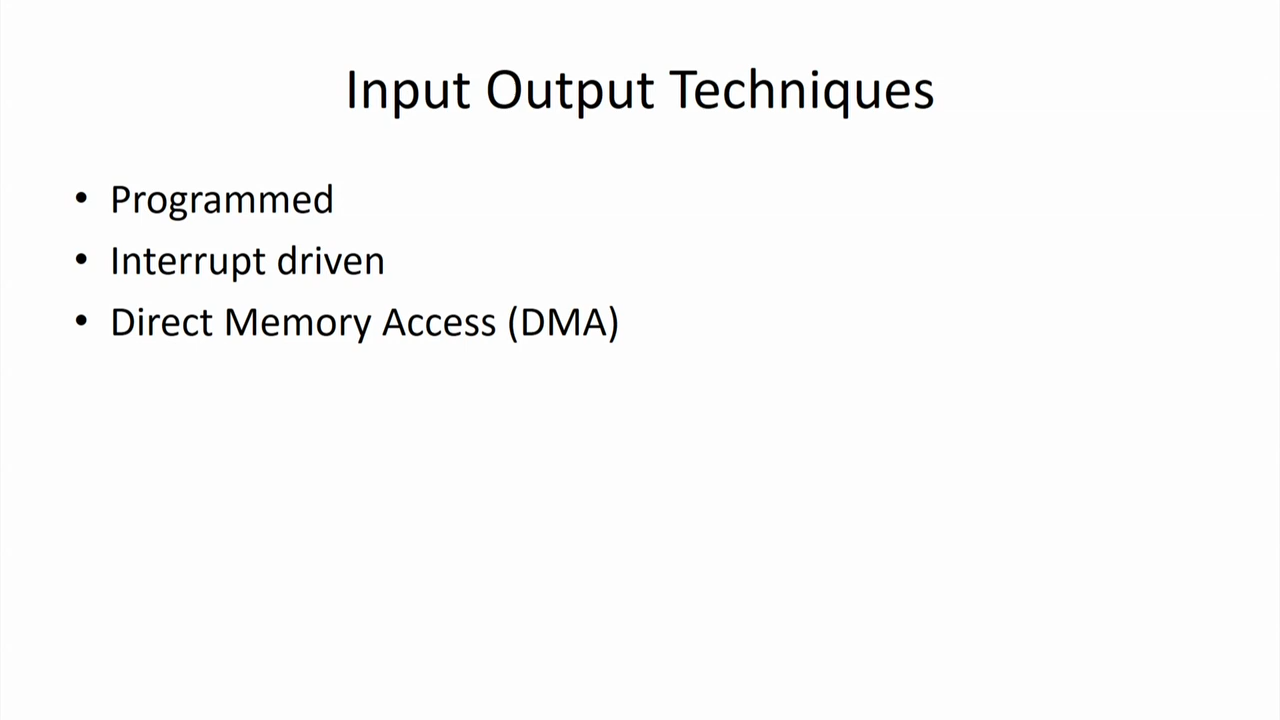 Input Output Techniques
• Programmed
• Interrupt driven
• Direct Memory Access (DMA)